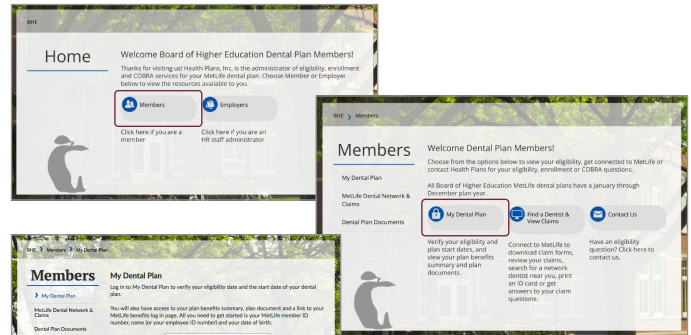 BHE
Home
Welcome Board of Higher Education Dental Plan Members!
Thanks for visiting us! Health Plans, Inc. is the administrator of eligibility, enrollment
and COBRA services for your MetLife dental plan. Choose Member or Employer
below to view the resources available to you.
Members
Employers
Click here if you are a
member
Click here if you are an
HR staff administrator
BHE > Members
Members
My Dental Plan
MetLife Dental Network &
Claims
Dental Plan Documents
Welcome Dental Plan Members!
Choose from the options below to view your eligibility, get connected to MetLife or
contact Health Plans for your eligibility, enrollment or COBRA questions.
All Board of Higher Education MetLife dental plans have a January through
December plan year.
My Dental Plan
Find a Dentist &
View Claims
Contact Us
Verify your eligibility and
plan start dates, and
view your plan benefits
summary and plan
documents.
Connect to MetLife to
download claim forms,
review your claims,
search for a network
dentist near you, print
an ID card or get
answers to your claim
questions.
Have an eligibility
question? Click here to
contact us.
BHE > Members > My Dental Plan
Members
> My Dental Plan
MetLife Dental Network &
Claims
Dental Plan Documents
My Dental Plan
Log in to My Dental Plan to verify your eligibility date and the start date of your dental
plan.
You will also have access to your plan benefits summary, plan document and a link to your
MetLife benefits log in page. All you need to get started is your MetLife member ID
number, name (or your employee ID number) and your date of birth.